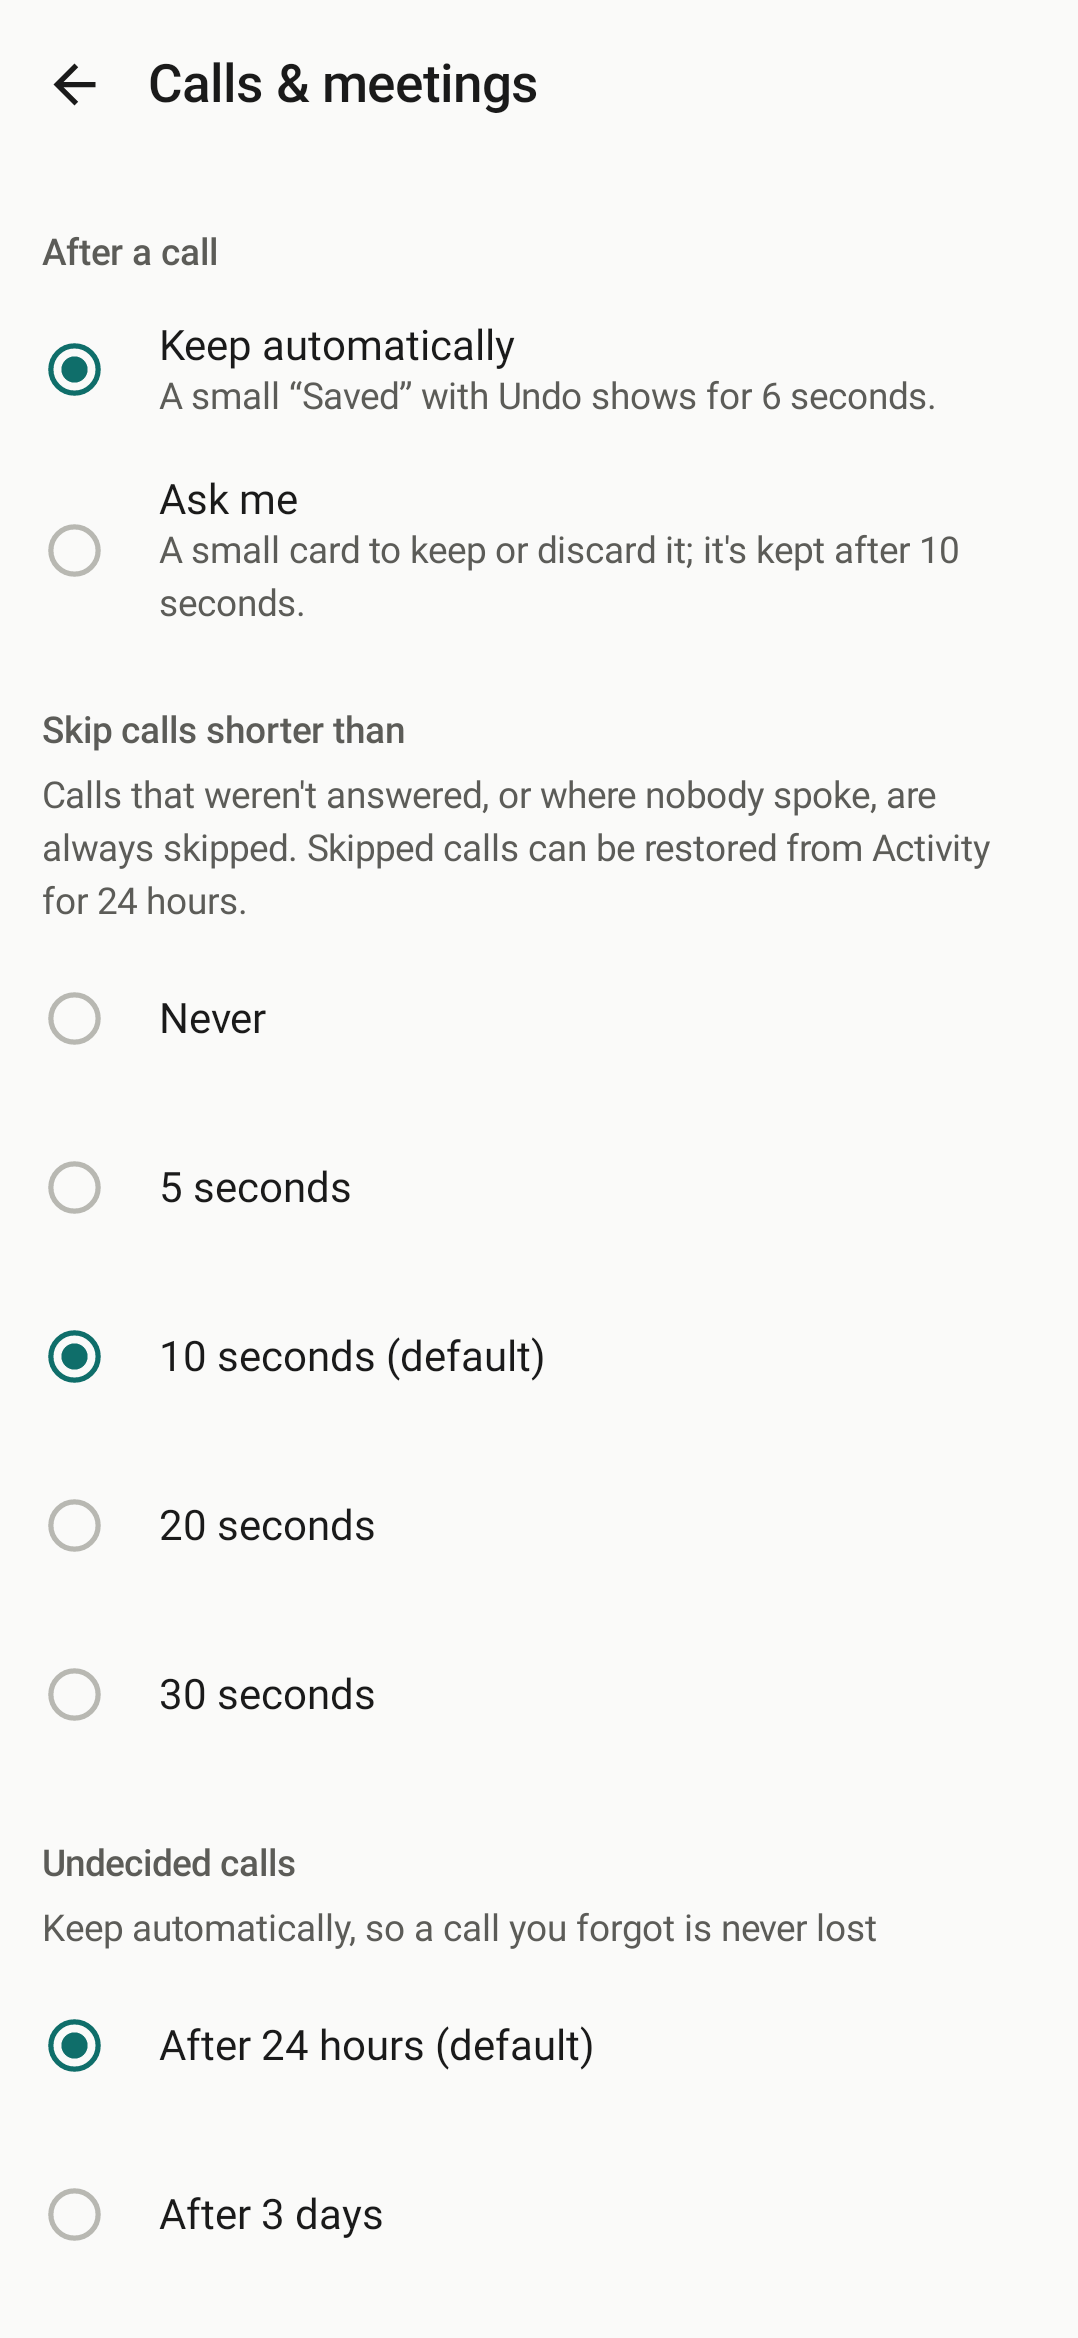 Calls & meetings
After a call
Keep automatically
A small “Saved” with Undo shows for 6 seconds.
Ask me
A small card to keep or discard it; it's kept after 10
seconds.
Skip calls shorter than
Calls that weren't answered, or where nobody spoke, are
always skipped. Skipped calls can be restored from Activity
for 24 hours.
Never
5 seconds
10 seconds (default)
20 seconds
30 seconds
Undecided calls
Keep automatically, so a call you forgot is never lost
After 24 hours (default)
After 3 days